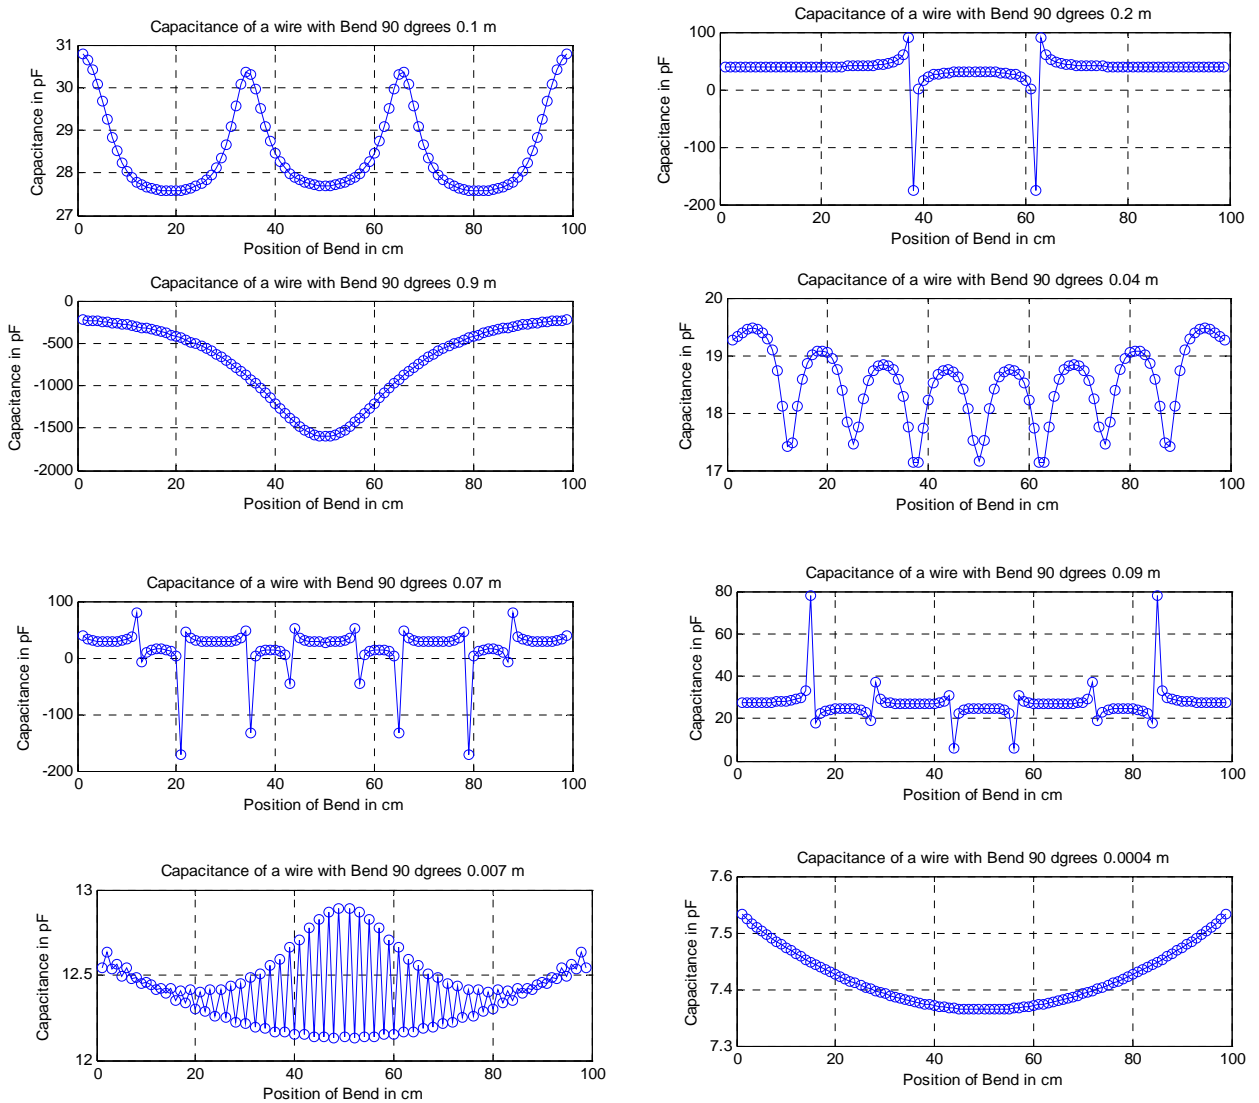 Capacitance of a wire with Bend 90 dgrees 0.1 m
31
30
29
28
27
0 20 40 60 80 100
Capacitance in pF
Position of Bend in cm
Capacitance of a wire with Bend 90 dgrees 0.2 m
100
0
-100
-200
0 20 40 60 80 100
Capacitance in pF
Position of Bend in cm
Capacitance of a wire with Bend 90 dgrees 0.9 m
0
-500
-1000
-1500
-2000
0 20 40 60 80 100
Capacitance in pF
Position of Bend in cm
Capacitance of a wire with Bend 90 dgrees 0.04 m
20
19
18
17
0 20 40 60 80 100
Capacitance in pF
Position of Bend in cm
Capacitance of a wire with Bend 90 dgrees 0.07 m
100
0
-100
-200
0 20 40 60 80 100
Capacitance in pF
Position of Bend in cm
Capacitance of a wire with Bend 90 dgrees 0.09 m
80
60
40
20
0
0 20 40 60 80 100
Capacitance in pF
Position of Bend in cm
Capacitance of a wire with Bend 90 dgrees 0.007 m
13
12.5
12
0 20 40 60 80 100
Capacitance in pF
Position of Bend in cm
Capacitance of a wire with Bend 90 dgrees 0.0004 m
7.6
7.5
7.4
7.3
0 20 40 60 80 100
Capacitance in pF
Position of Bend in cm